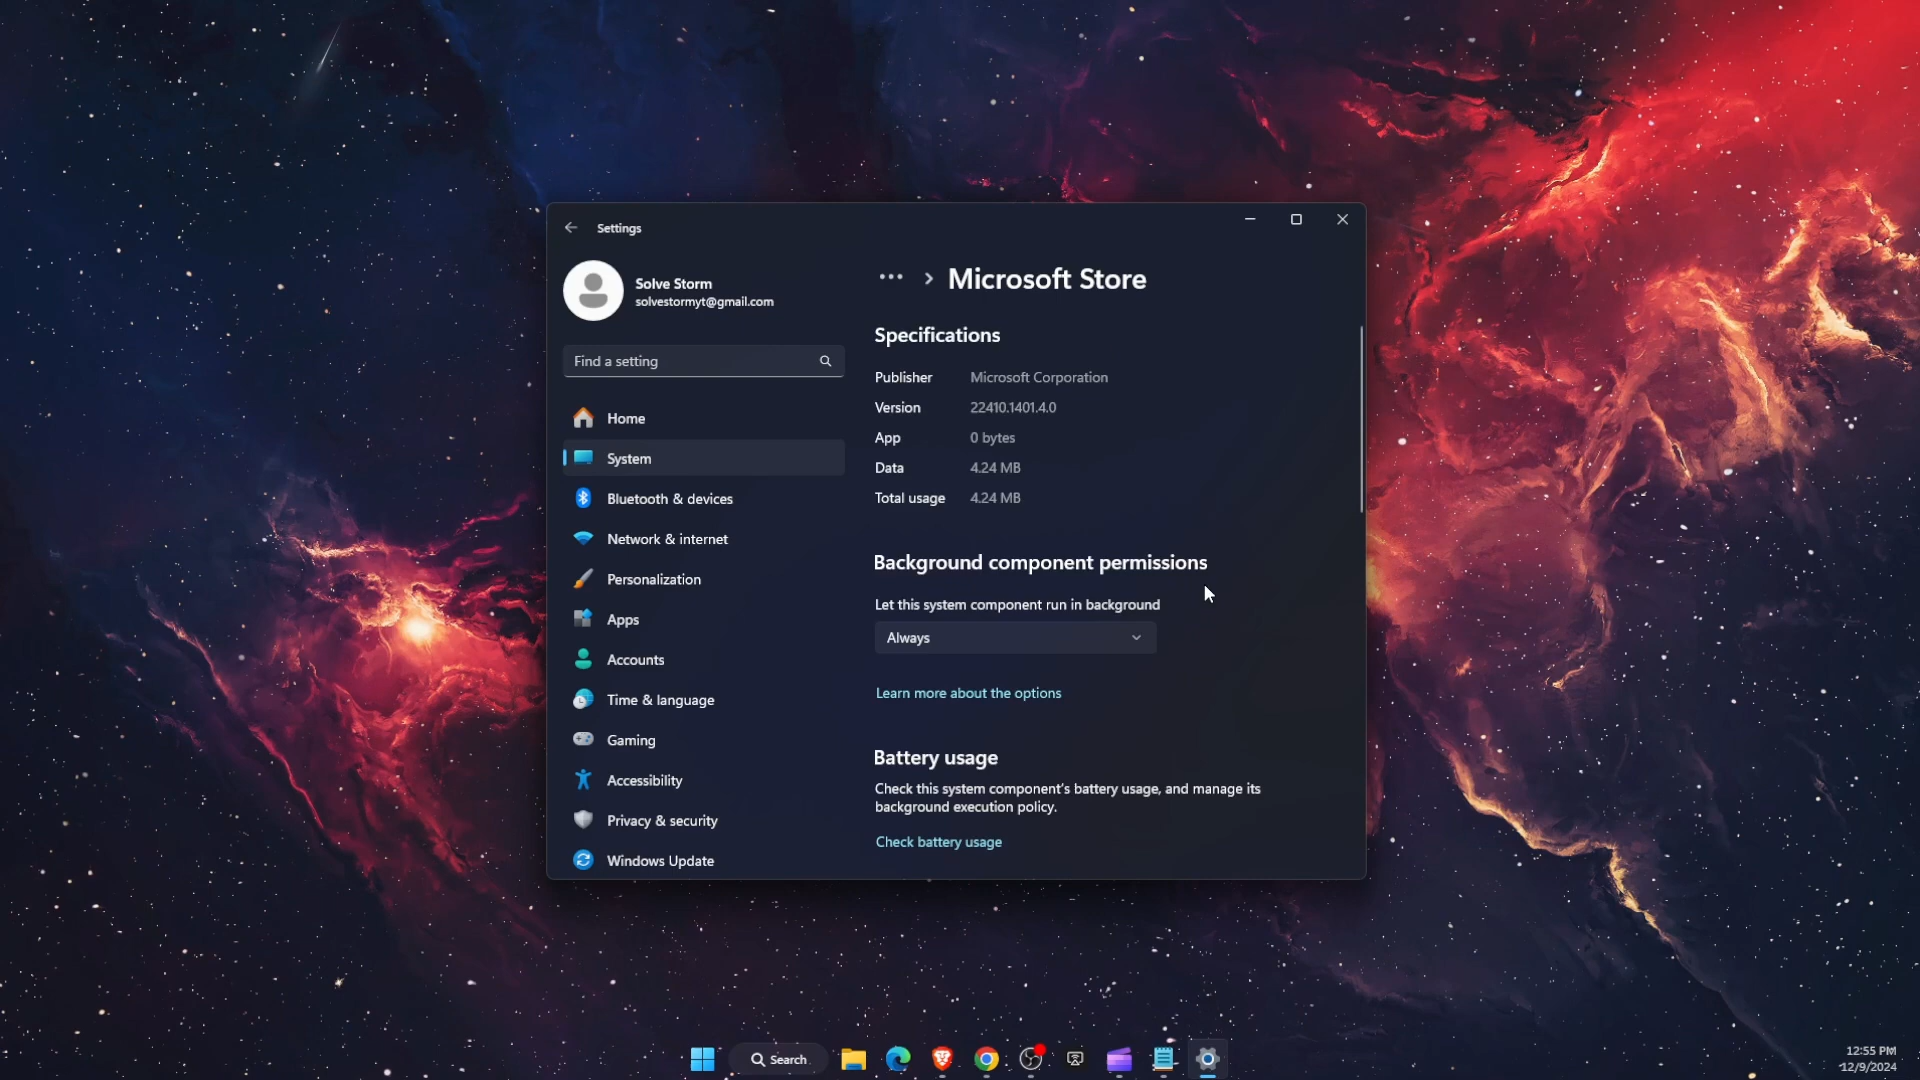 Settings
Solve Storm
solvestormyt@gmail.com
Find a setting
Home
System
Bluetooth & devices
Network & internet
Personalization
Apps
Accounts
Time & language
Gaming
Accessibility
Privacy & security
Windows Update
Microsoft Store
Specifications
Publisher Microsoft Corporation
Version 22410.1401.4.0
App 0 bytes
Data 4.24 MB
Total usage 4.24 MB
Background component permissions
Let this system component run in background
Always
Learn more about the options
Battery usage
Check this system component's battery usage, and manage its
background execution policy.
Check battery usage
Search
12:55 PM
12/9/2024